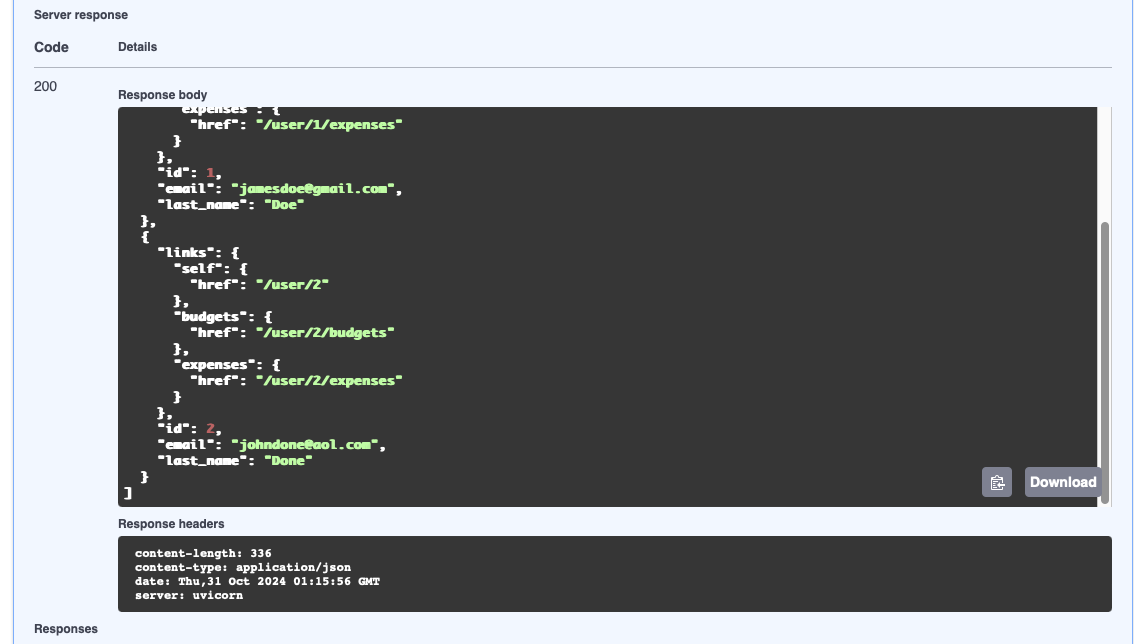 Server response
Code Details
200
Response body
expenses": {
"href": "/user/1/expenses"
}
},
"id": 1,
"email": "jamesdoe@gmail.com",
"last_name": "Doe"
},
{
"links": {
"self": {
"href": "/user/2"
},
"budgets": {
"href": "/user/2/budgets"
},
"expenses": {
"href": "/user/2/expenses"
}
},
"id": 2,
"email": "johndone@aol.com",
"last_name": "Done"
}
]
Download
Response headers
content-length: 336
content-type: application/json
date: Thu,31 Oct 2024 01:15:56 GMT
server: uvicorn
Responses